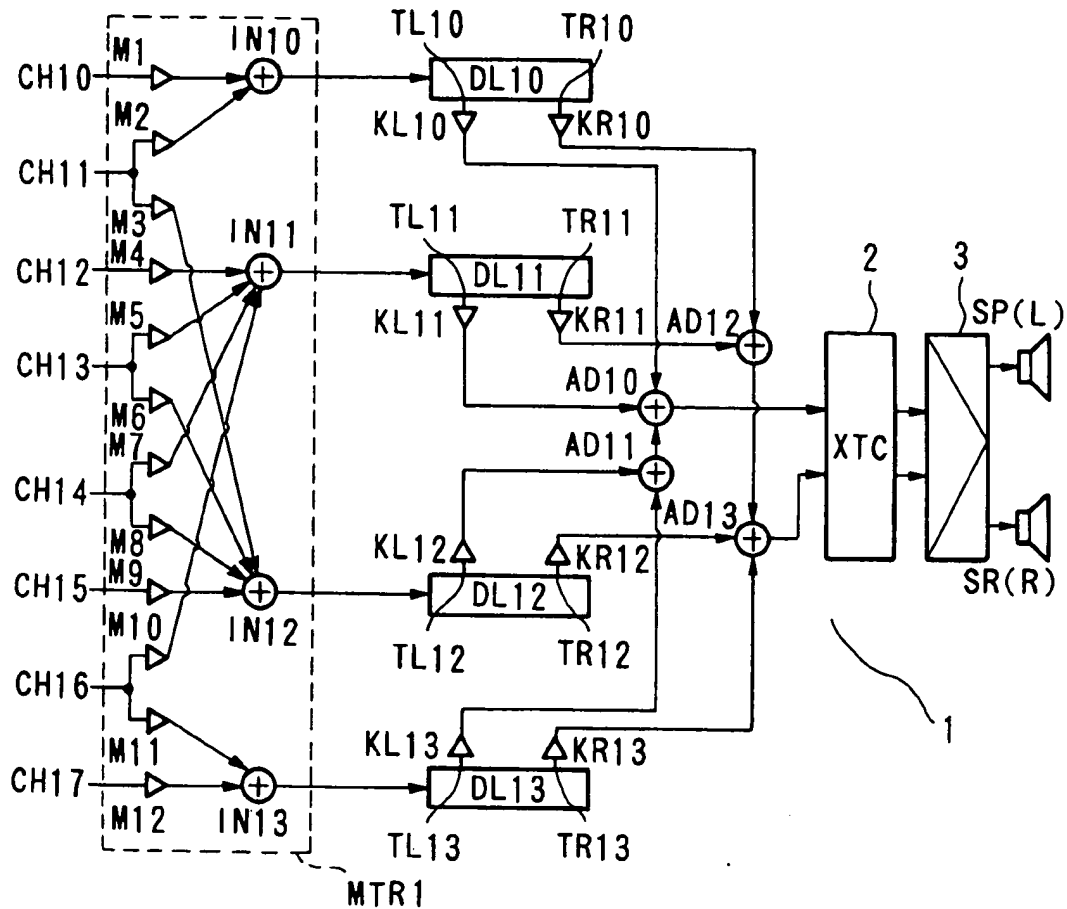 TL10 TR10
M1 IN10
CH10 DL10
M2 KL10 KR10
CH11
M3 TL11 TR11
M4 IN11 2 3
CH12 DL11 SP(L)
M5 KL11 KR11 AD12
CH13 AD10
M6
M7 AD11 XTC
CH14 AD13
M8 KL12 KR12
M9 SR(R)
CH15 DL12
M10 IN12
TL12 TR12
CH16
M11 KL13 KR13 1
CH17 DL13
M12 IN13
TL13 TR13
MTR1